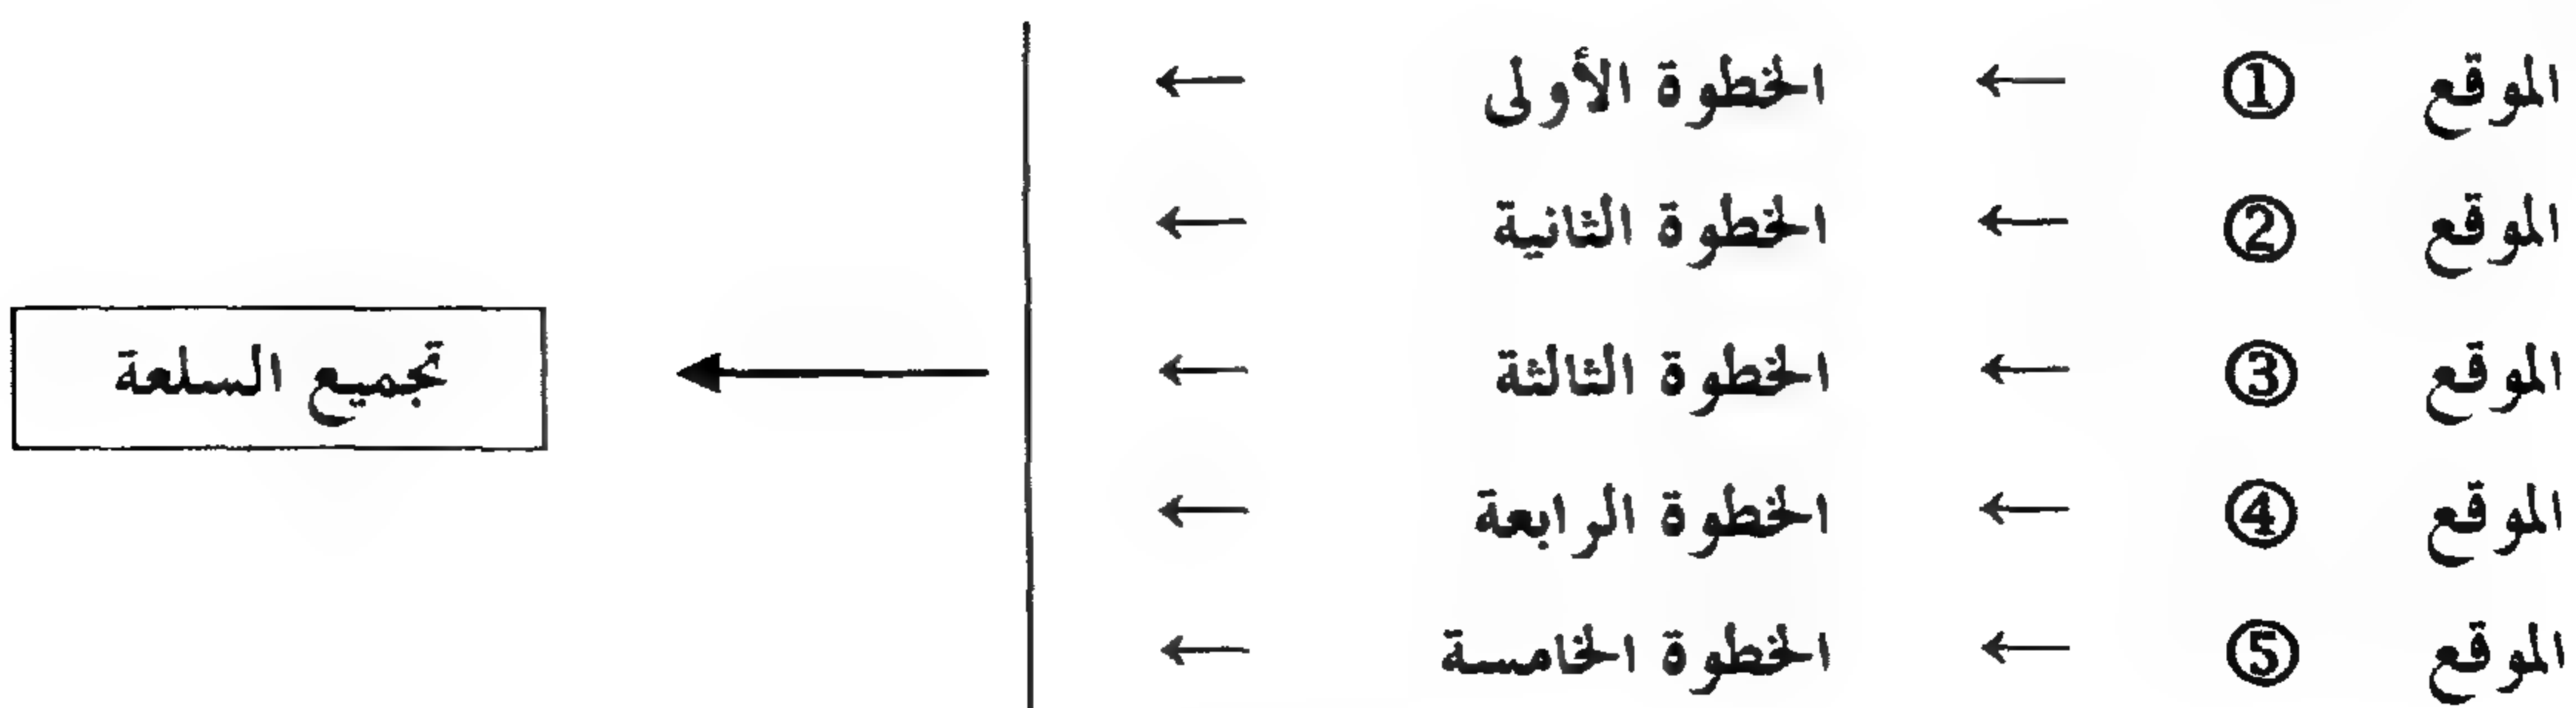 الموقع ① ← الخطوة الأولى ←
الموقع ② ← الخطوة الثانية ←
الموقع ③ ← الخطوة الثالثة ← ← تجميع السلعة
الموقع ④ ← الخطوة الرابعة ←
الموقع ⑤ ← الخطوة الخامسة ←